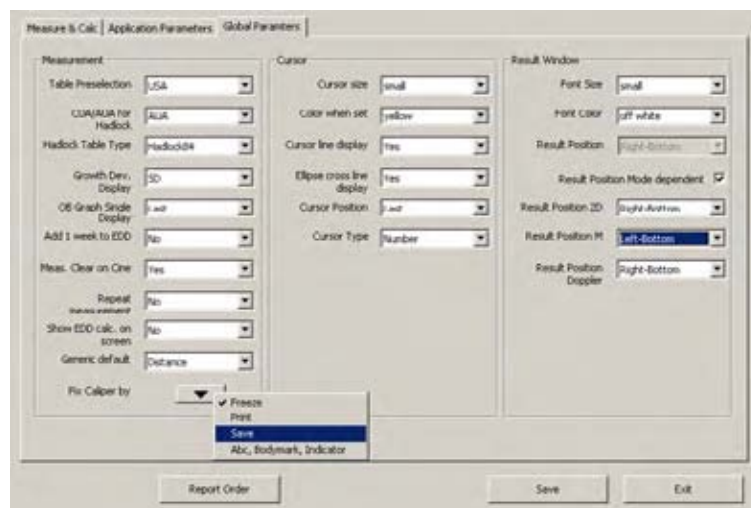 Measure & Calc
Application Parameters
Global Paramters
Measurement
Table Preselection
USA
CUA/AUA for
Hadlock
AUA
Hadlock Table Type
Hadlock84
Growth Dev.
Display
SD
OB Graph Single
Display
Last
Add 1 week to EDD
No
Meas. Clear on Cine
Yes
Repeat
measurement
No
Show EDD calc. on
screen
No
Generic default
Distance
Fix Caliper by
✓ Freeze
Print
Save
Abc, Bodymark, Indicator
Cursor
Cursor size
small
Color when set
yellow
Cursor line display
Yes
Ellipse cross line
display
Yes
Cursor Position
Last
Cursor Type
Number
Result Window
Font Size
small
Font Color
off white
Result Position
Right-Bottom
Result Position Mode dependent
Result Position 2D
Right-Bottom
Result Position M
Left-Bottom
Result Position
Doppler
Right-Bottom
Report Order
Save
Exit